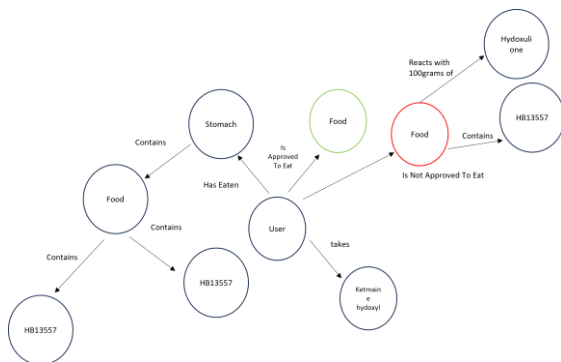 Hydoxuli
one
Reacts with
100grams of
HB13557
Food
Food
Stomach
Contains
Contains
Is
Approved
To Eat
Is Not Approved To Eat
Has Eaten
Food
User
Contains
takes
Contains
HB13557
Ketmain
e
hydoxyl
HB13557